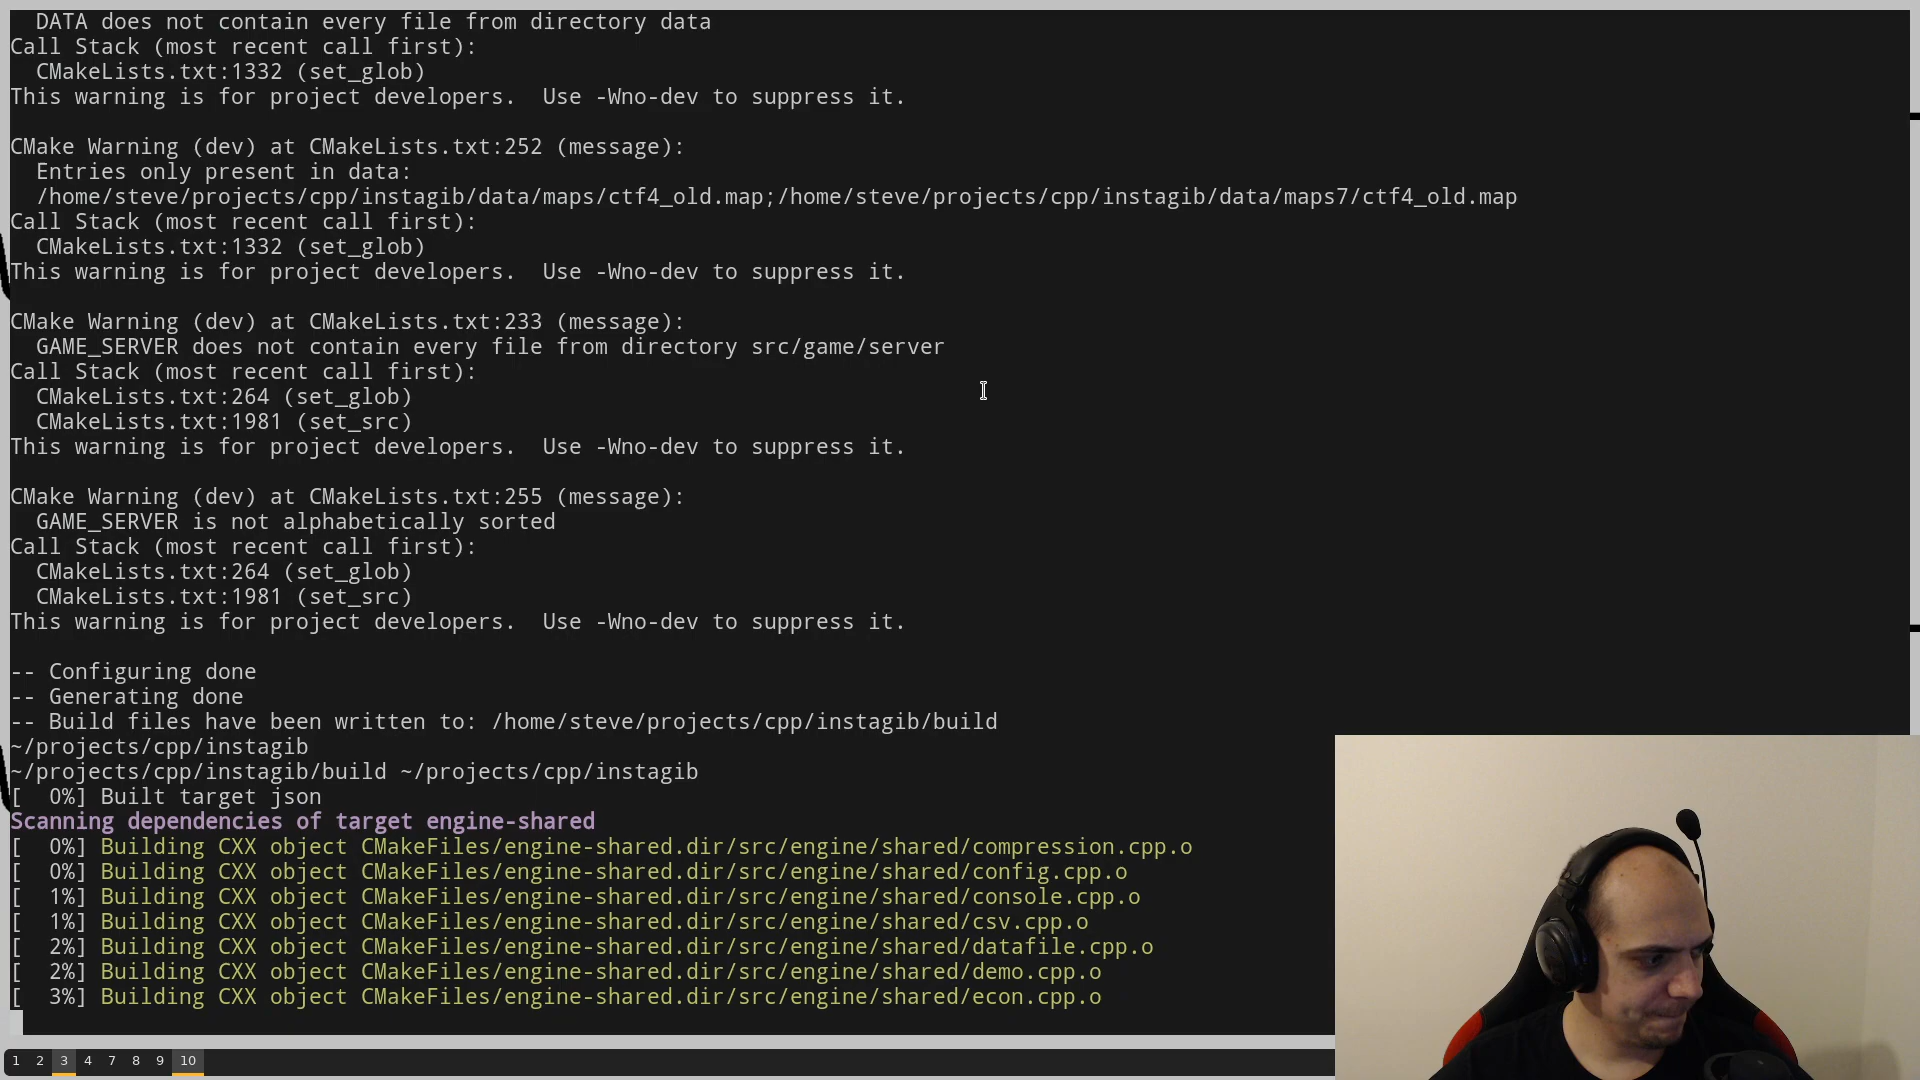 DATA does not contain every file from directory data
Call Stack (most recent call first):
CMakeLists.txt:1332 (set_glob)
This warning is for project developers.  Use -Wno-dev to suppress it.
CMake Warning (dev) at CMakeLists.txt:252 (message):
Entries only present in data:
/home/steve/projects/cpp/instagib/data/maps/ctf4_old.map;/home/steve/projects/cpp/instagib/data/maps7/ctf4_old.map
Call Stack (most recent call first):
CMakeLists.txt:1332 (set_glob)
This warning is for project developers.  Use -Wno-dev to suppress it.
CMake Warning (dev) at CMakeLists.txt:233 (message):
GAME_SERVER does not contain every file from directory src/game/server
Call Stack (most recent call first):
CMakeLists.txt:264 (set_glob)
CMakeLists.txt:1981 (set_src)
This warning is for project developers.  Use -Wno-dev to suppress it.
CMake Warning (dev) at CMakeLists.txt:255 (message):
GAME_SERVER is not alphabetically sorted
Call Stack (most recent call first):
CMakeLists.txt:264 (set_glob)
CMakeLists.txt:1981 (set_src)
This warning is for project developers.  Use -Wno-dev to suppress it.
-- Configuring done
-- Generating done
-- Build files have been written to: /home/steve/projects/cpp/instagib/build
~/projects/cpp/instagib
~/projects/cpp/instagib/build ~/projects/cpp/instagib
[  0%] Built target json
Scanning dependencies of target engine-shared
[  0%] Building CXX object CMakeFiles/engine-shared.dir/src/engine/shared/compression.cpp.o
[  0%] Building CXX object CMakeFiles/engine-shared.dir/src/engine/shared/config.cpp.o
[  1%] Building CXX object CMakeFiles/engine-shared.dir/src/engine/shared/console.cpp.o
[  1%] Building CXX object CMakeFiles/engine-shared.dir/src/engine/shared/csv.cpp.o
[  2%] Building CXX object CMakeFiles/engine-shared.dir/src/engine/shared/datafile.cpp.o
[  2%] Building CXX object CMakeFiles/engine-shared.dir/src/engine/shared/demo.cpp.o
[  3%] Building CXX object CMakeFiles/engine-shared.dir/src/engine/shared/econ.cpp.o
1 2 3 4 7 8 9 10